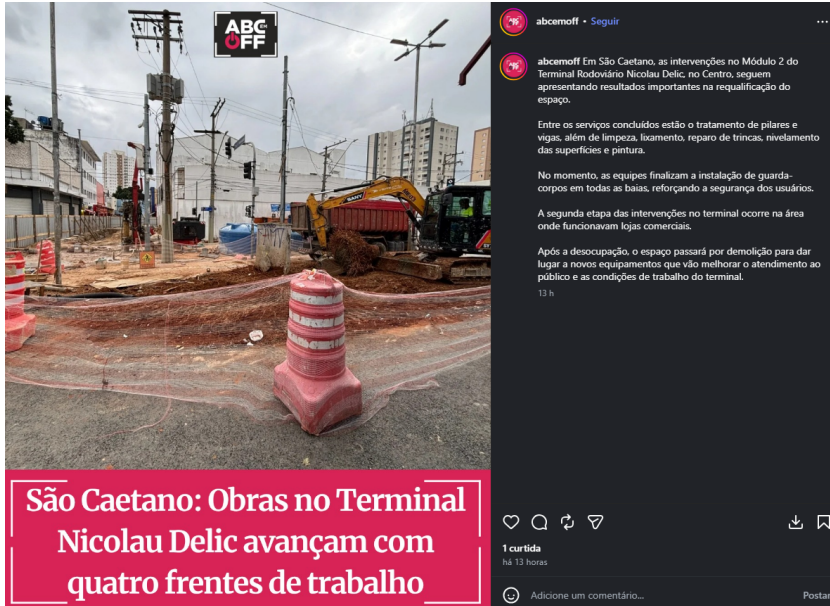 ABC EM
OFF
SANY
São Caetano: Obras no Terminal
Nicolau Delic avançam com
quatro frentes de trabalho
abcemoff • Seguir
abcemoff Em São Caetano, as intervenções no Módulo 2 do
Terminal Rodoviário Nicolau Delic, no Centro, seguem
apresentando resultados importantes na requalificação do
espaço.
Entre os serviços concluídos estão o tratamento de pilares e
vigas, além de limpeza, lixamento, reparo de trincas, nivelamento
das superfícies e pintura.
No momento, as equipes finalizam a instalação de guarda-
corpos em todas as baias, reforçando a segurança dos usuários.
A segunda etapa das intervenções no terminal ocorre na área
onde funcionavam lojas comerciais.
Após a desocupação, o espaço passará por demolição para dar
lugar a novos equipamentos que vão melhorar o atendimento ao
público e as condições de trabalho do terminal.
13 h
1 curtida
há 13 horas
Adicione um comentário...
Postar